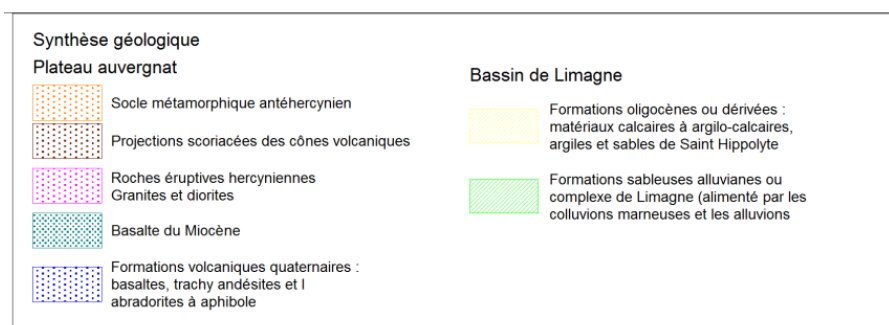 Synthèse géologique
Plateau auvergnat
Socle métamorphique antéhercynien
Projections scoriacées des cônes volcaniques
Roches éruptives hercyniennes
Granites et diorites
Basalte du Miocène
Formations volcaniques quaternaires :
basaltes, trachy andésites et l
abradorites à aphibole
Bassin de Limagne
Formations oligocènes ou dérivées :
matériaux calcaires à argilo-calcaires,
argiles et sables de Saint Hippolyte
Formations sableuses alluvianes ou
complexe de Limagne (alimenté par les
colluvions marneuses et les alluvions